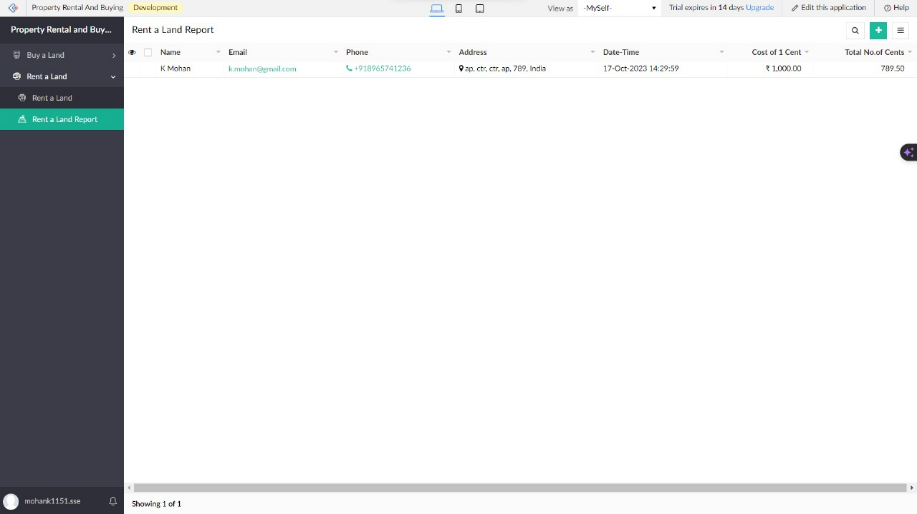 Property Rental And Buying Development View as -MySelf- Trial expires in 14 days Upgrade Edit this application Help
Property Rental and Buy... Rent a Land Report
Buy a Land
Rent a Land
Rent a Land
Rent a Land Report
Name Email Phone Address Date-Time Cost of 1 Cent Total No.of Cents
K Mohan k.mohan@gmail.com +918965741236 ap, ctr, ctr, ap, 789, India 17-Oct-2023 14:29:59 ₹ 1,000.00 789.50
mohank1151.sse Showing 1 of 1